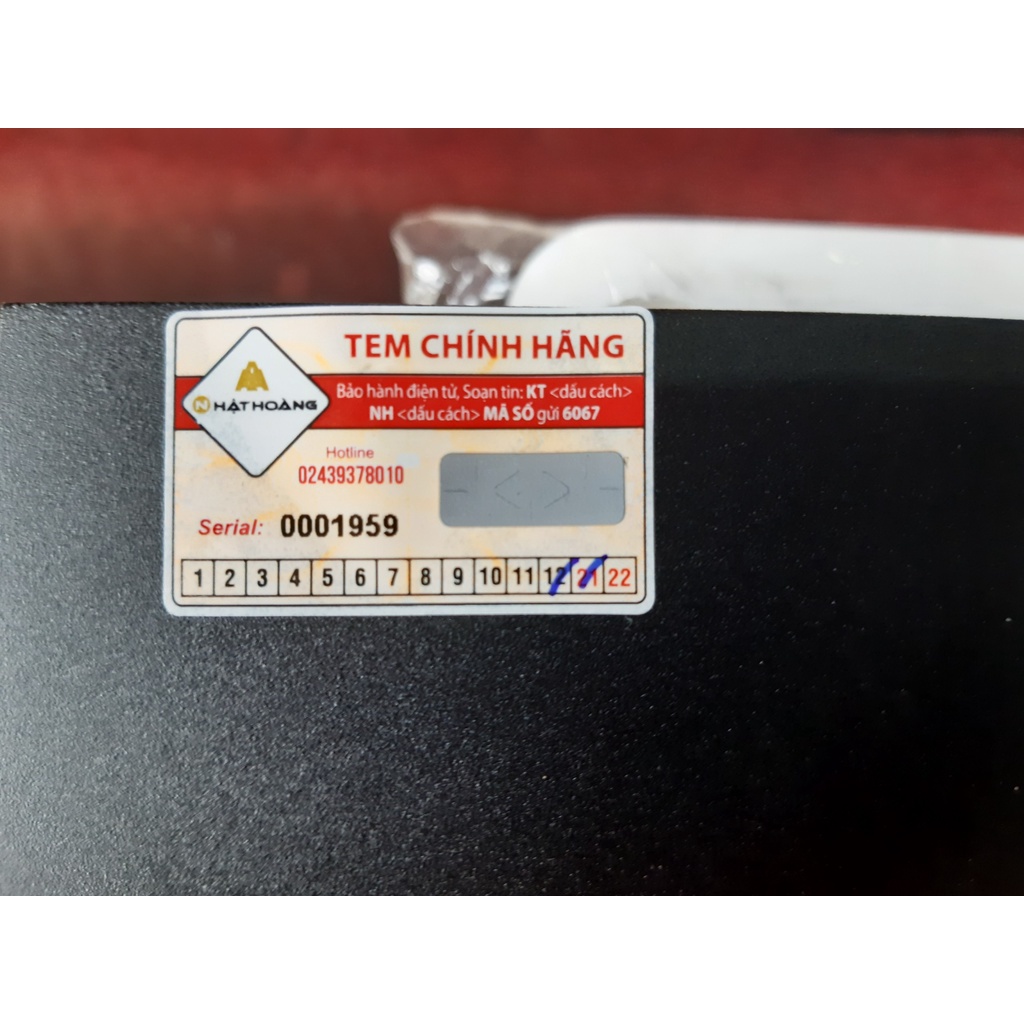 TEM CHÍNH HÃNG
Bảo hành điện tử, Soạn tin: KT <dấu cách>
NH <dấu cách> MÃ SỐ gửi 6067
NHẬT HOÀNG
Hotline
02439378010
Serial: 0001959
1 2 3 4 5 6 7 8 9 10 11 12 21 22